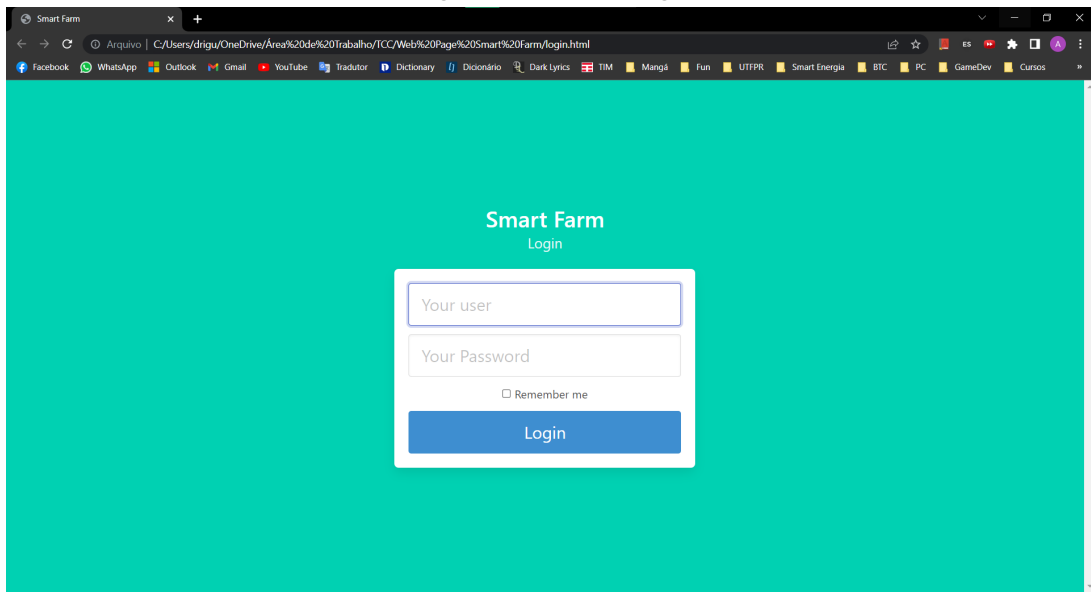 Smart Farm
Arquivo | C:/Users/drigu/OneDrive/Área%20de%20Trabalho/TCC/Web%20Page%20Smart%20Farm/login.html
ES
A
Facebook WhatsApp Outlook Gmail YouTube Tradutor Dictionary Dicionário Dark Lyrics TIM Mangá Fun UTFPR Smart Energia BTC PC GameDev Cursos »
Smart Farm
Login
Your user
Your Password
Remember me
Login